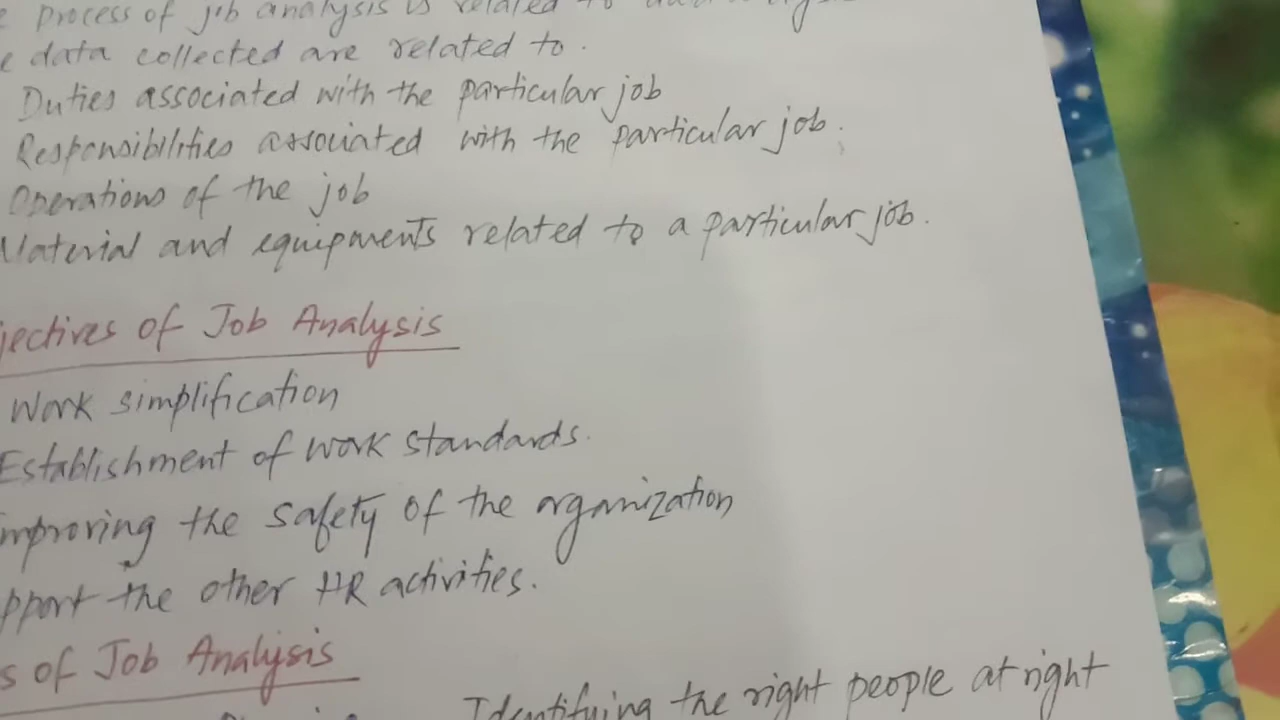 Process of job analysis is related to
data collected are related to.
Duties associated with the particular job
Responsibilities associated with the particular job.
Operations of the job
Material and equipments related to a particular job.
jectives of Job Analysis
Work simplification
Establishment of work standards.
improving the safety of the organization
pport the other HR activities.
s of Job Analysis
Identifying the right people at right